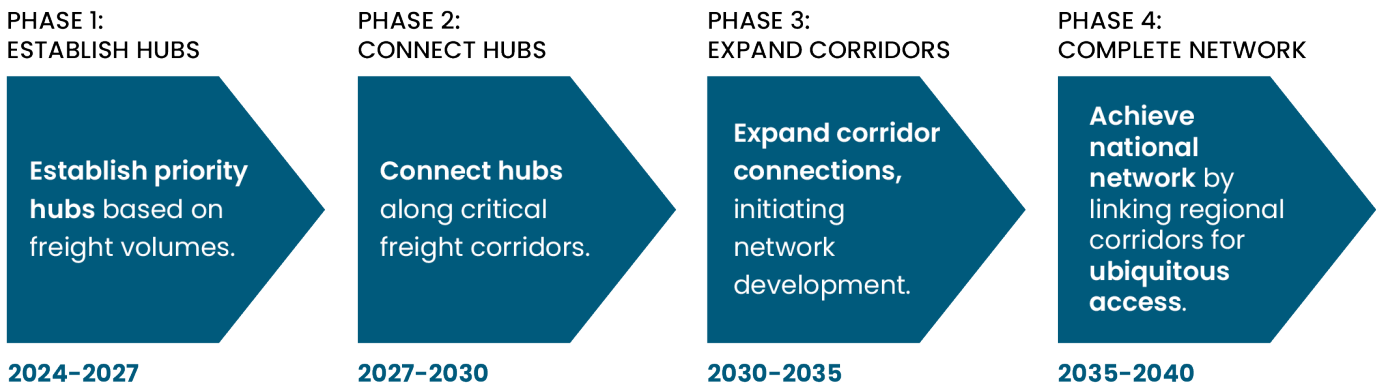 PHASE 1:
ESTABLISH HUBS
Establish priority
hubs based on
freight volumes.
2024-2027
PHASE 2:
CONNECT HUBS
Connect hubs
along critical
freight corridors.
2027-2030
PHASE 3:
EXPAND CORRIDORS
Expand corridor
connections,
initiating
network
development.
2030-2035
PHASE 4:
COMPLETE NETWORK
Achieve
national
network by
linking regional
corridors for
ubiquitous
access.
2035-2040